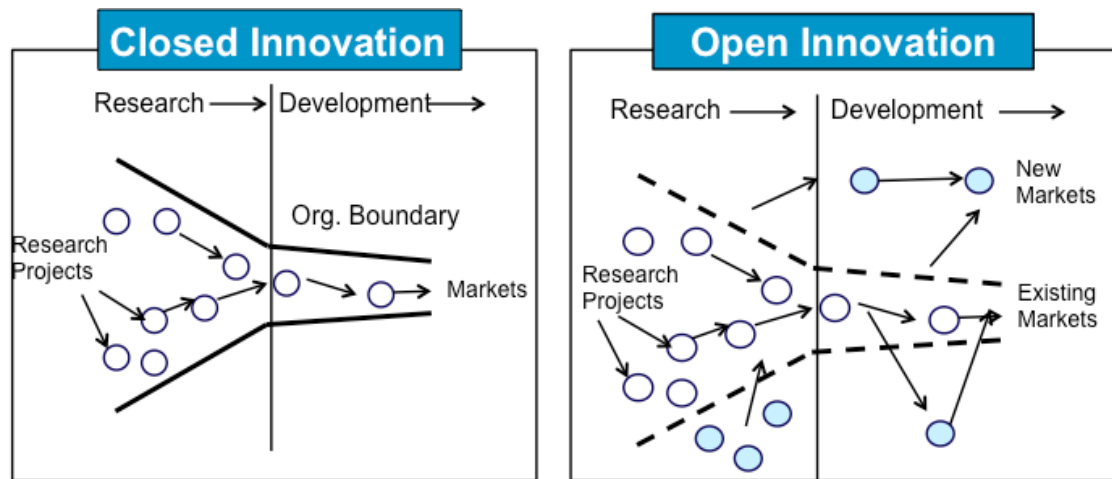 Closed Innovation
Research
Development
Org. Boundary
Research
Projects
Markets
Open Innovation
Research
Development
New
Markets
Research
Projects
Existing
Markets